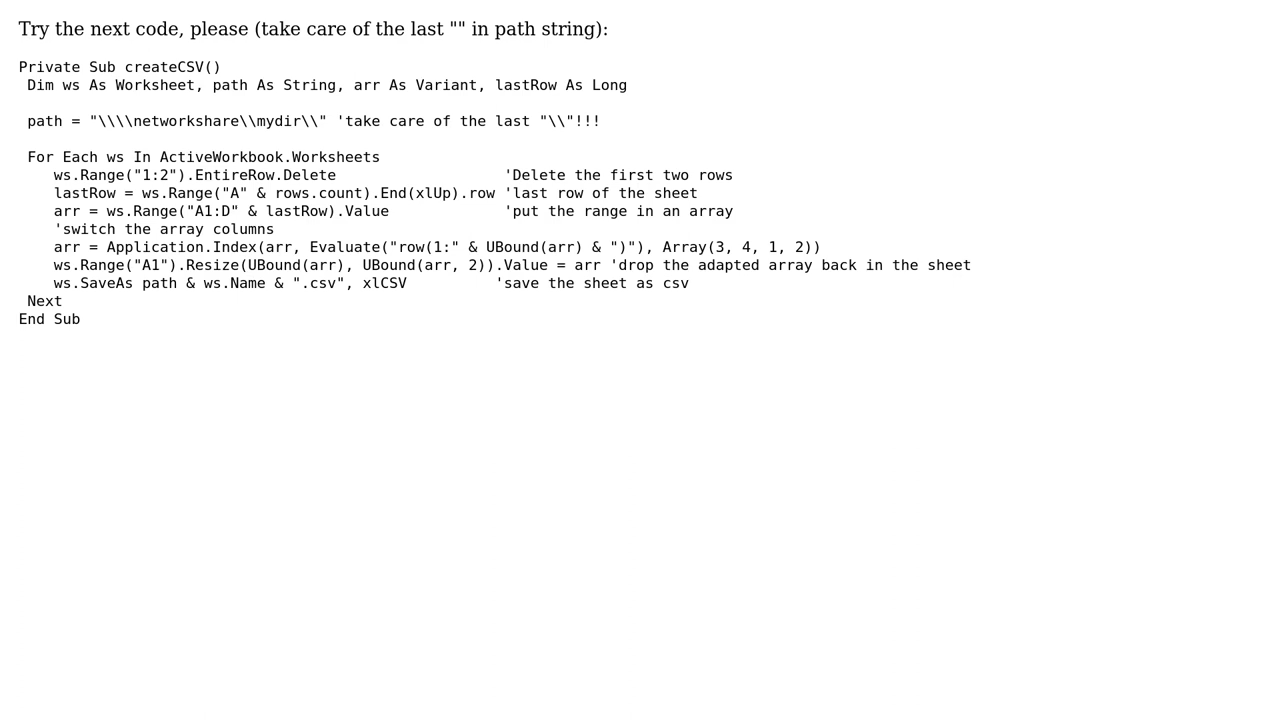 Try the next code, please (take care of the last "" in path string):
Private Sub createCSV()
 Dim ws As Worksheet, path As String, arr As Variant, lastRow As Long
 path = "\\\\networkshare\\mydir\\" 'take care of the last "\\"!!!
 For Each ws In ActiveWorkbook.Worksheets
    ws.Range("1:2").EntireRow.Delete                   'Delete the first two rows
    lastRow = ws.Range("A" & rows.count).End(xlUp).row 'last row of the sheet
    arr = ws.Range("A1:D" & lastRow).Value             'put the range in an array
    'switch the array columns
    arr = Application.Index(arr, Evaluate("row(1:" & UBound(arr) & ")"), Array(3, 4, 1, 2))
    ws.Range("A1").Resize(UBound(arr), UBound(arr, 2)).Value = arr 'drop the adapted array back in the sheet
    ws.SaveAs path & ws.Name & ".csv", xlCSV          'save the sheet as csv
 Next
End Sub